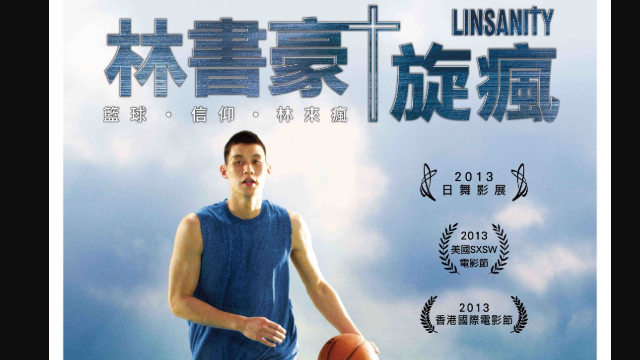 LINSANITY
林書豪旋瘋
籃球・信仰・林來瘋
2013
日舞影展
2013
美國SXSW
電影節
2013
香港國際電影節